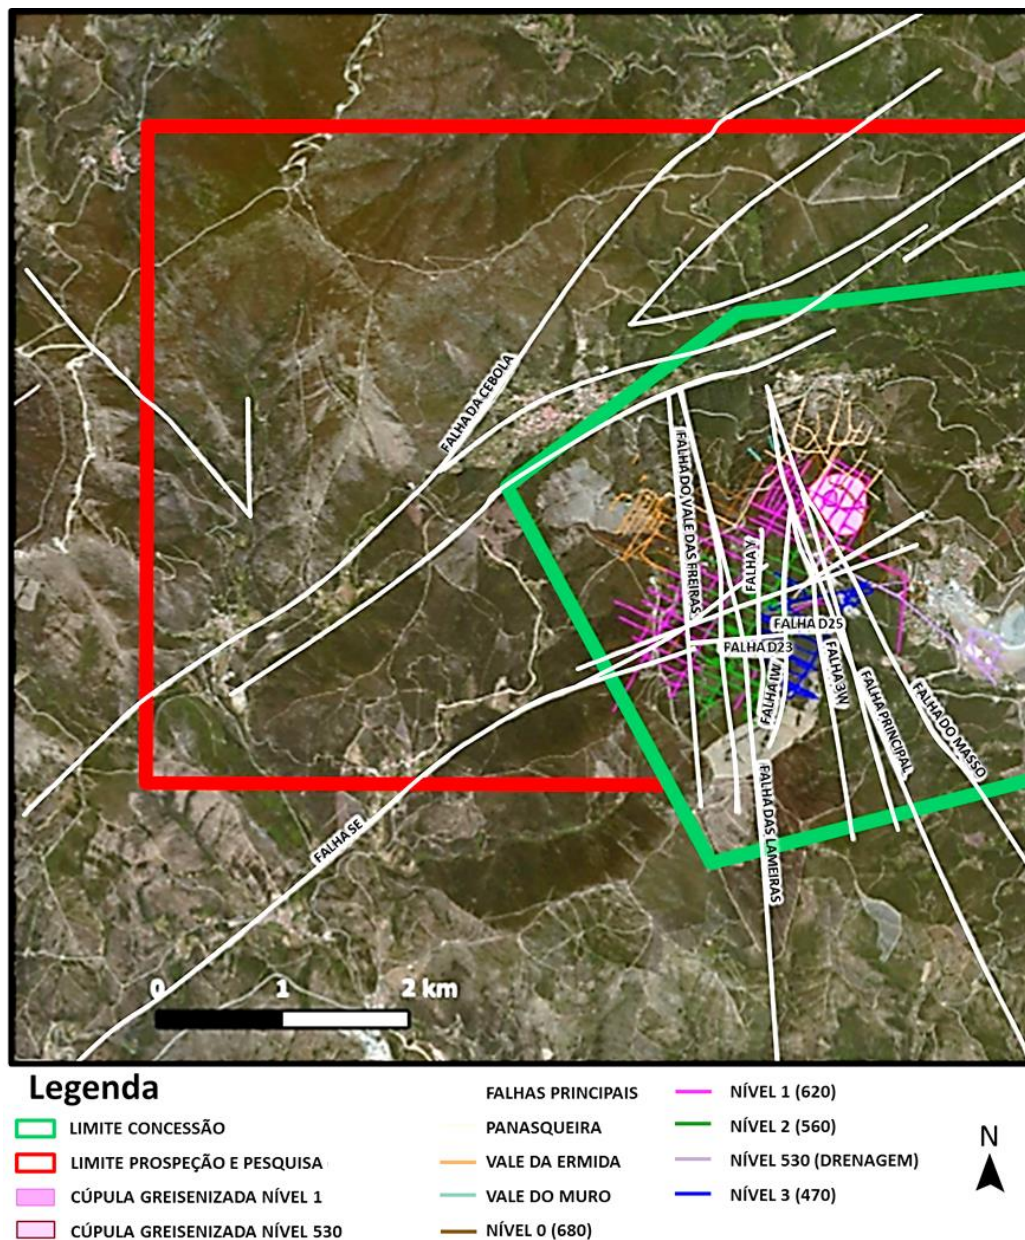 FALHA DA CEBOLA
FALHA DO VALE DAS FREIRAS
FALHA Y
FALHA D25
FALHA D23
FALHA IW
FALHA 3W
FALHA PRINCIPAL
FALHA DO MASSO
FALHA DAS LAMEIRAS
FALHA SE
0 1 2 km
Legenda
LIMITE CONCESSÃO
LIMITE PROSPEÇÃO E PESQUISA
CÚPULA GREISENIZADA NÍVEL 1
CÚPULA GREISENIZADA NÍVEL 530
FALHAS PRINCIPAIS
PANASQUEIRA
VALE DA ERMIDA
VALE DO MURO
NÍVEL 0 (680)
NÍVEL 1 (620)
NÍVEL 2 (560)
NÍVEL 530 (DRENAGEM)
NÍVEL 3 (470)
N